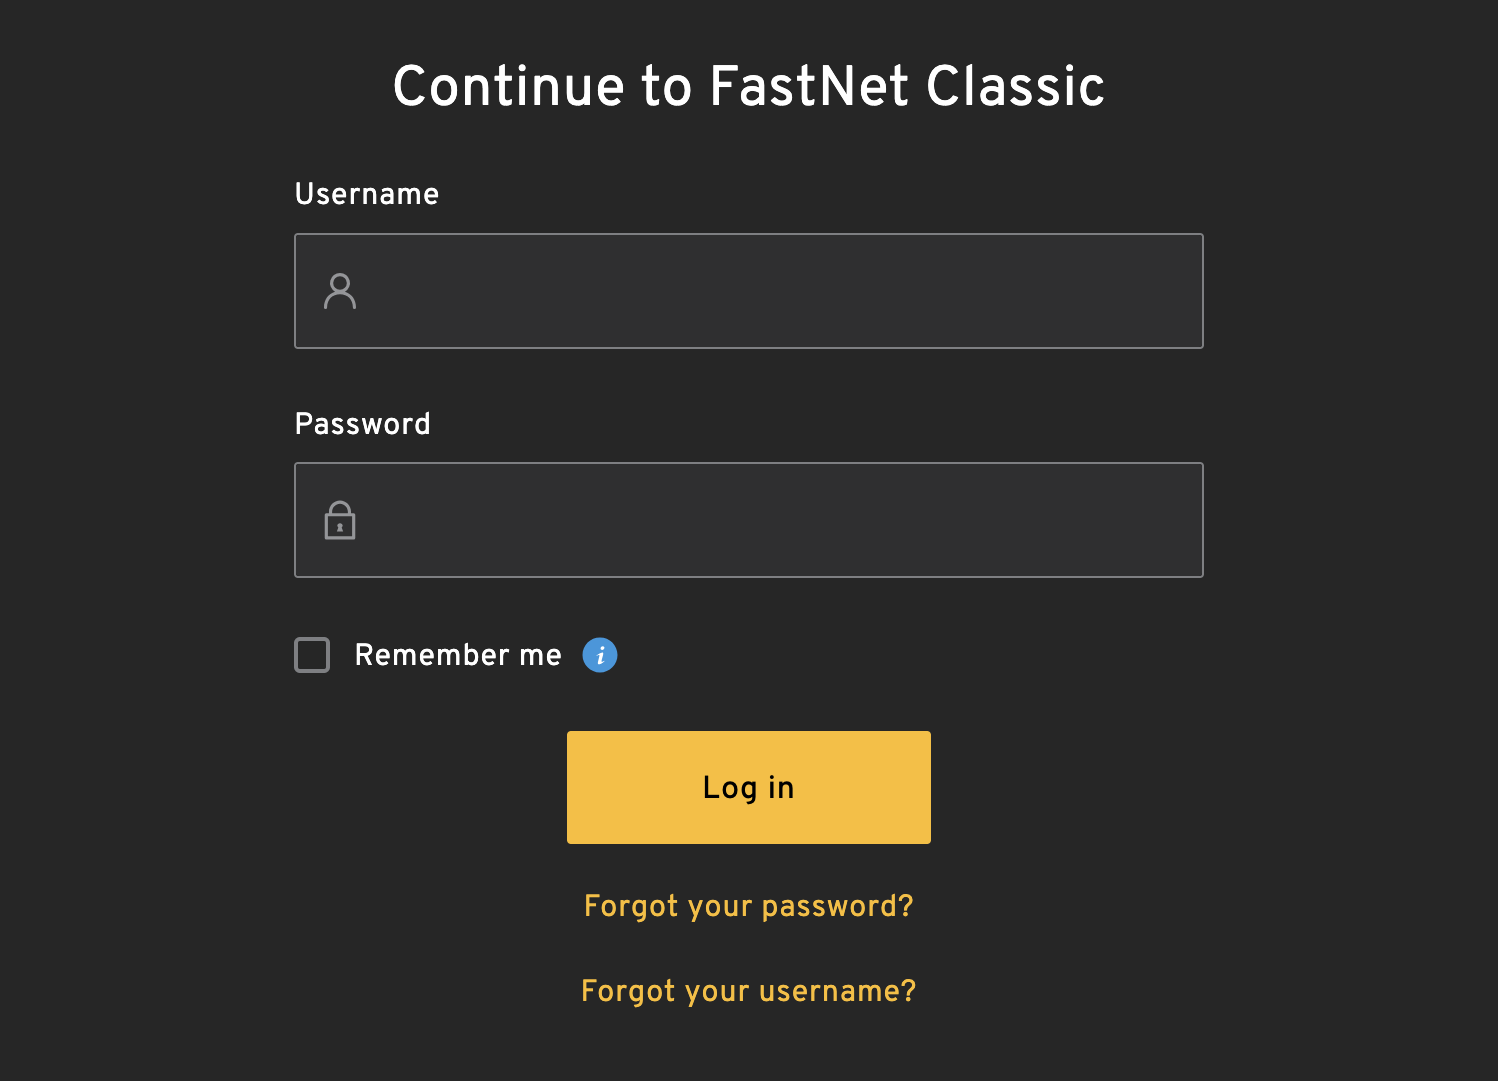 Continue to FastNet Classic
Username
Password
Remember me i
Log in
Forgot your password?
Forgot your username?